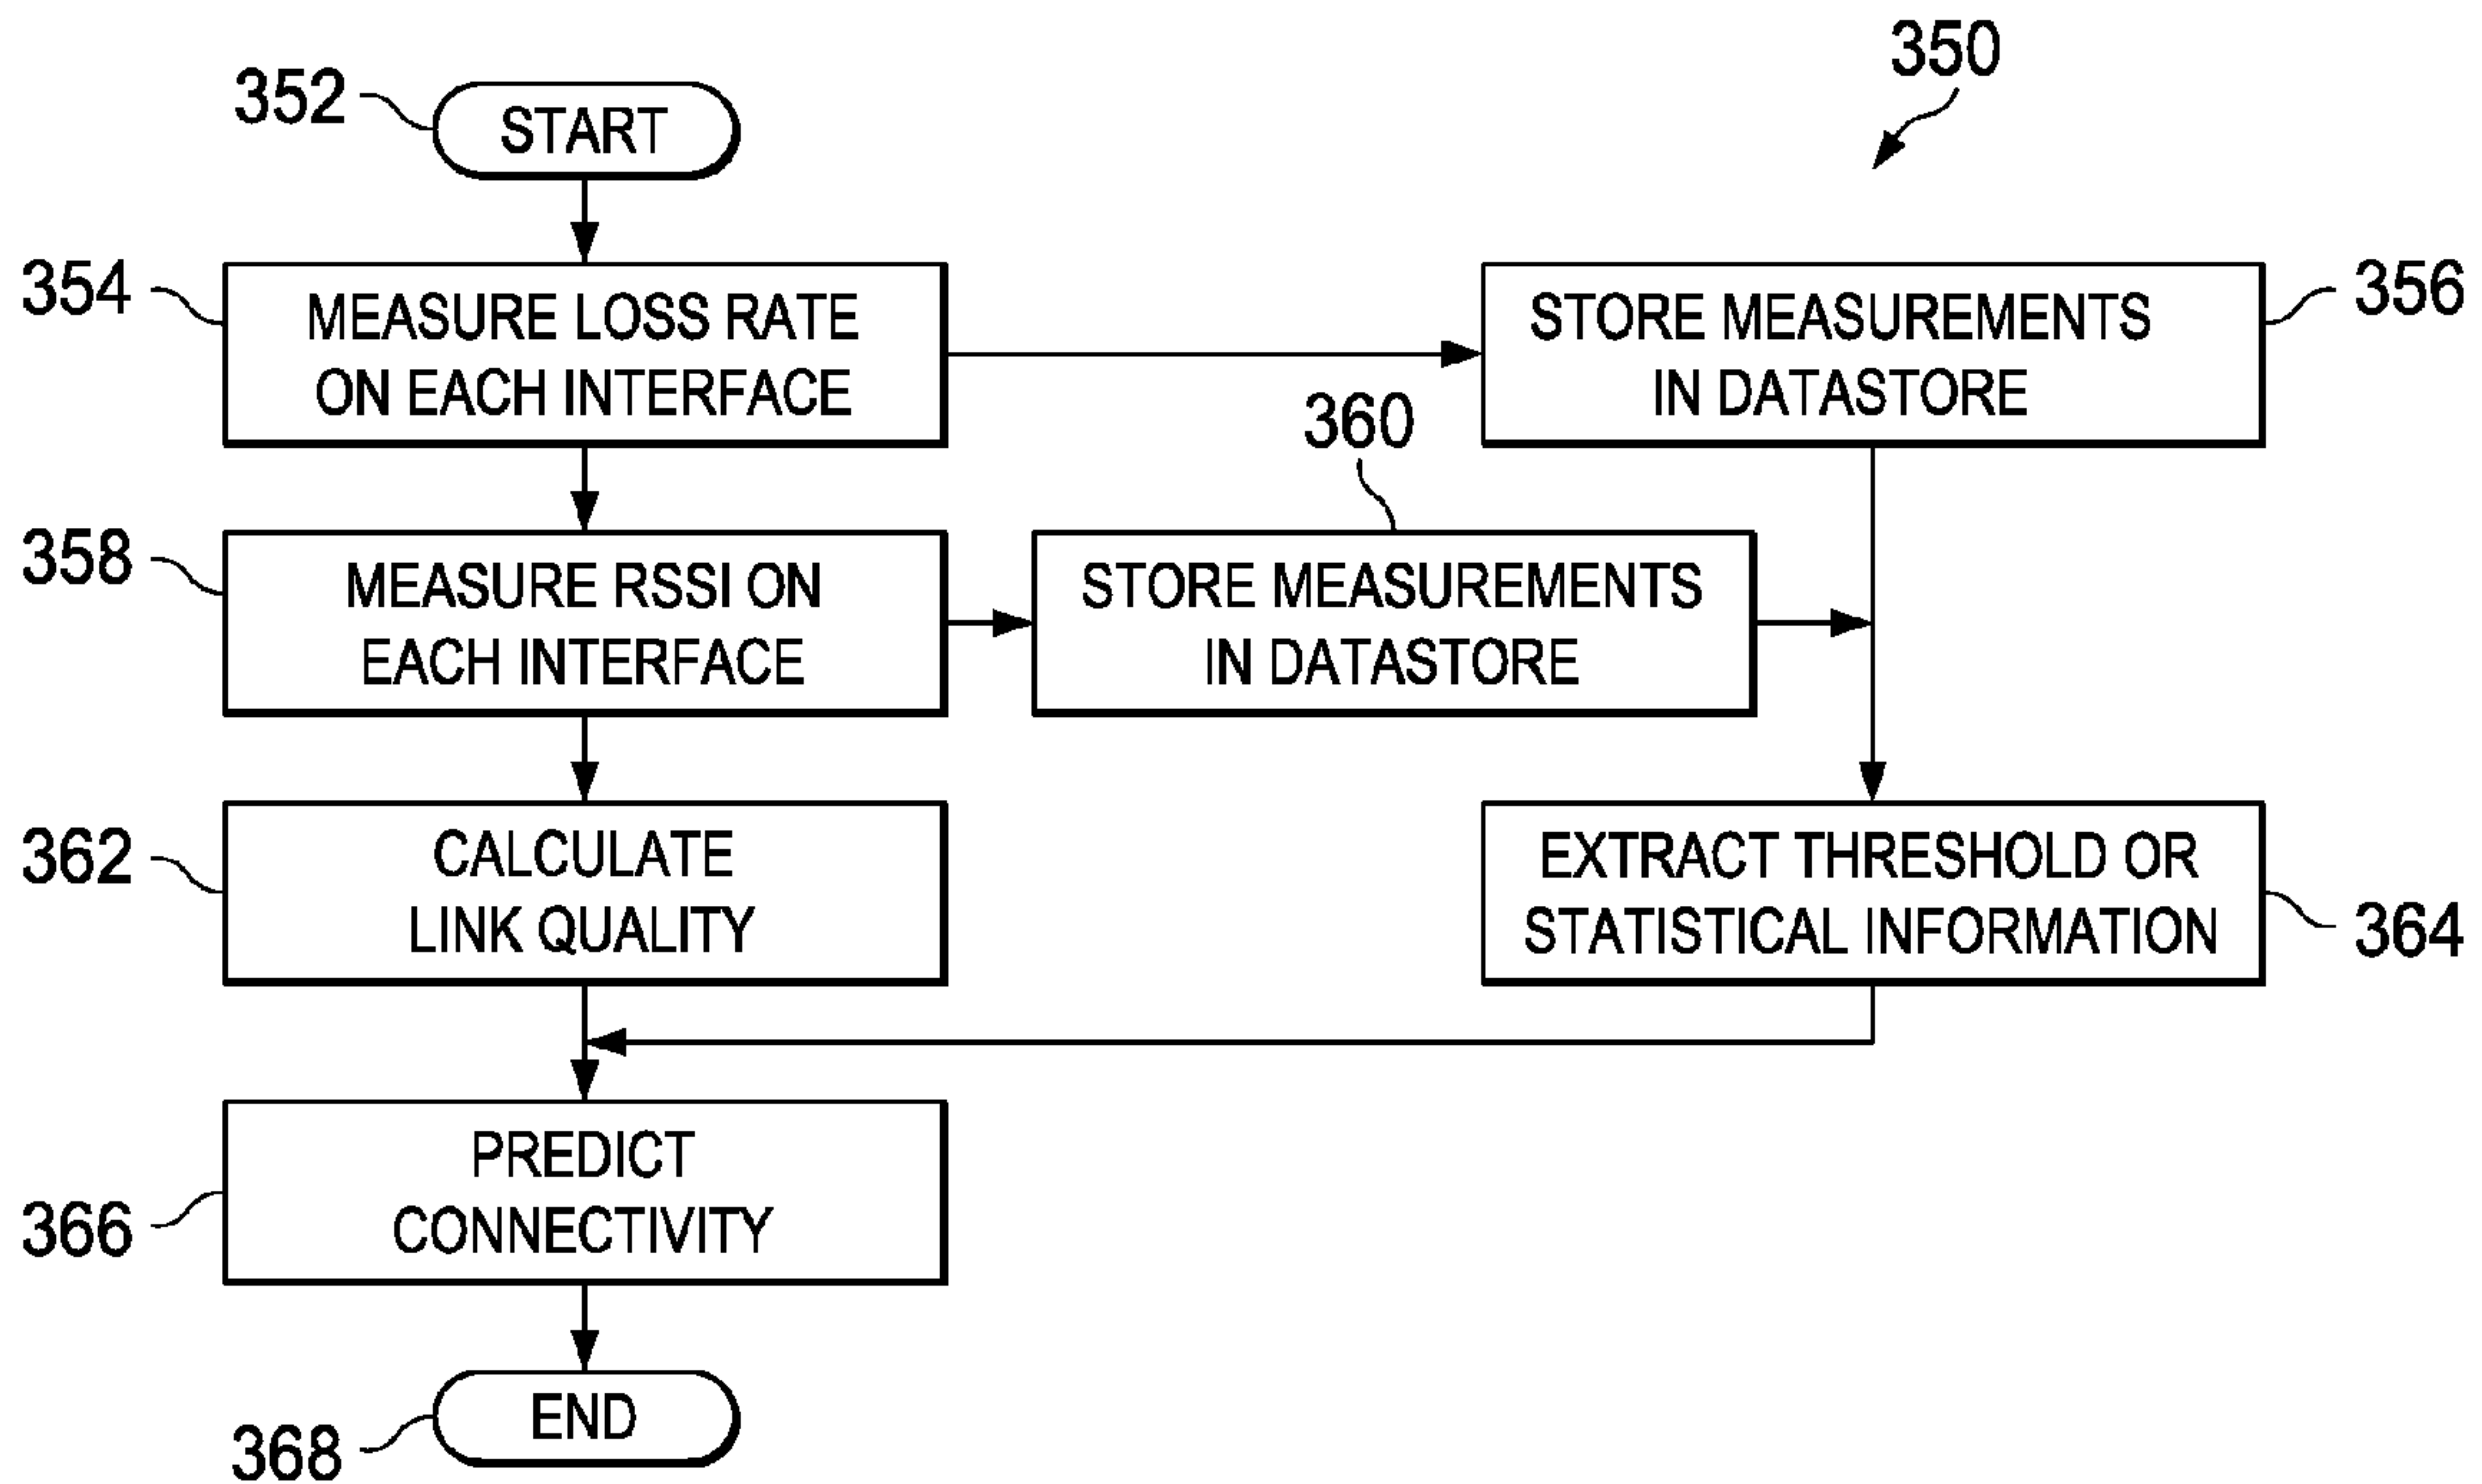 350
352
START
354
MEASURE LOSS RATE
ON EACH INTERFACE
STORE MEASUREMENTS
IN DATASTORE
356
360
358
MEASURE RSSI ON
EACH INTERFACE
STORE MEASUREMENTS
IN DATASTORE
362
CALCULATE
LINK QUALITY
EXTRACT THRESHOLD OR
STATISTICAL INFORMATION
364
366
PREDICT
CONNECTIVITY
368
END